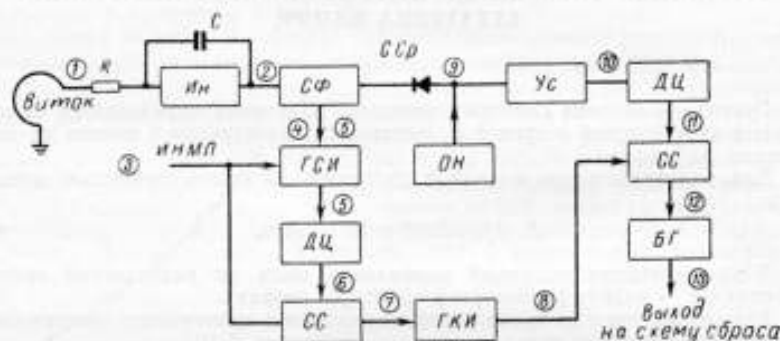 С
ССр
① R ② ⑨ ⑩
Виток
Ин
СФ
Ус
ДЦ
④ ⑤ ⑪
③ ИНМП
ГСИ
ОН
СС
⑤ ⑫
ДЦ
БГ
⑥ ⑦ ⑧ ⑬
СС
ГКИ
Выход
на схему сброса